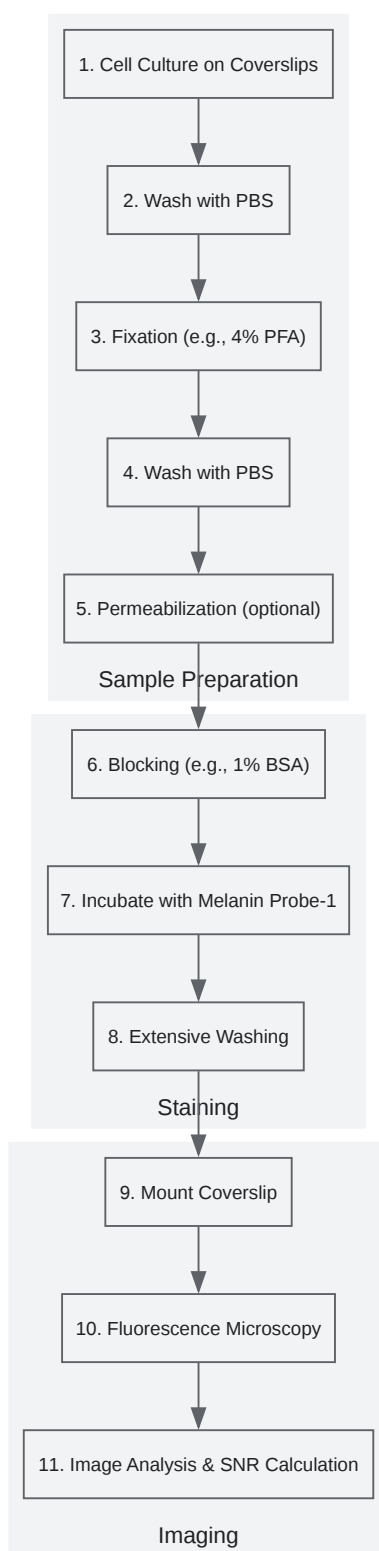 1. Cell Culture on Coverslips
2. Wash with PBS
3. Fixation (e.g., 4% PFA)
4. Wash with PBS
5. Permeabilization (optional)
Sample Preparation
6. Blocking (e.g., 1% BSA)
7. Incubate with Melanin Probe-1
8. Extensive Washing
Staining
9. Mount Coverslip
10. Fluorescence Microscopy
11. Image Analysis & SNR Calculation
Imaging